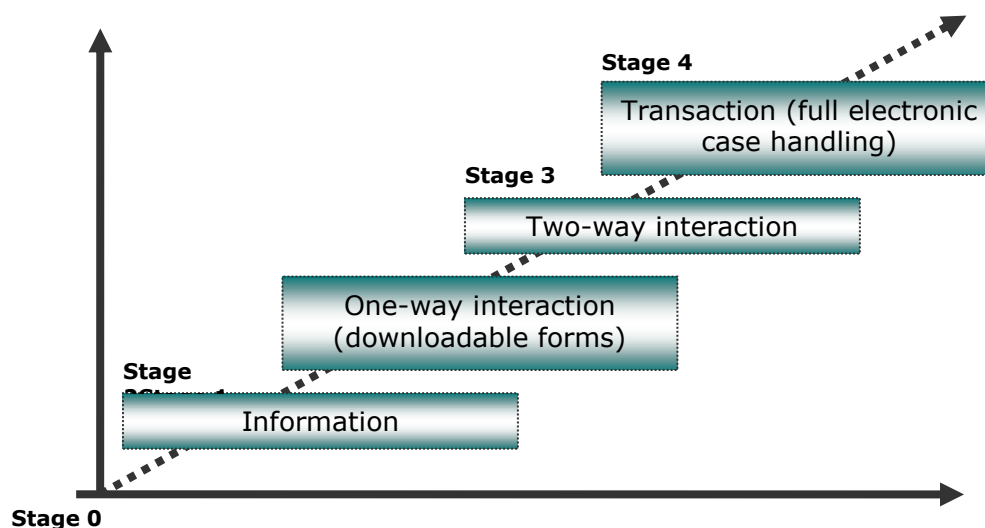 Stage 4
Transaction (full electronic
case handling)
Stage 3
Two-way interaction
One-way interaction
(downloadable forms)
Stage
Information
Stage 0